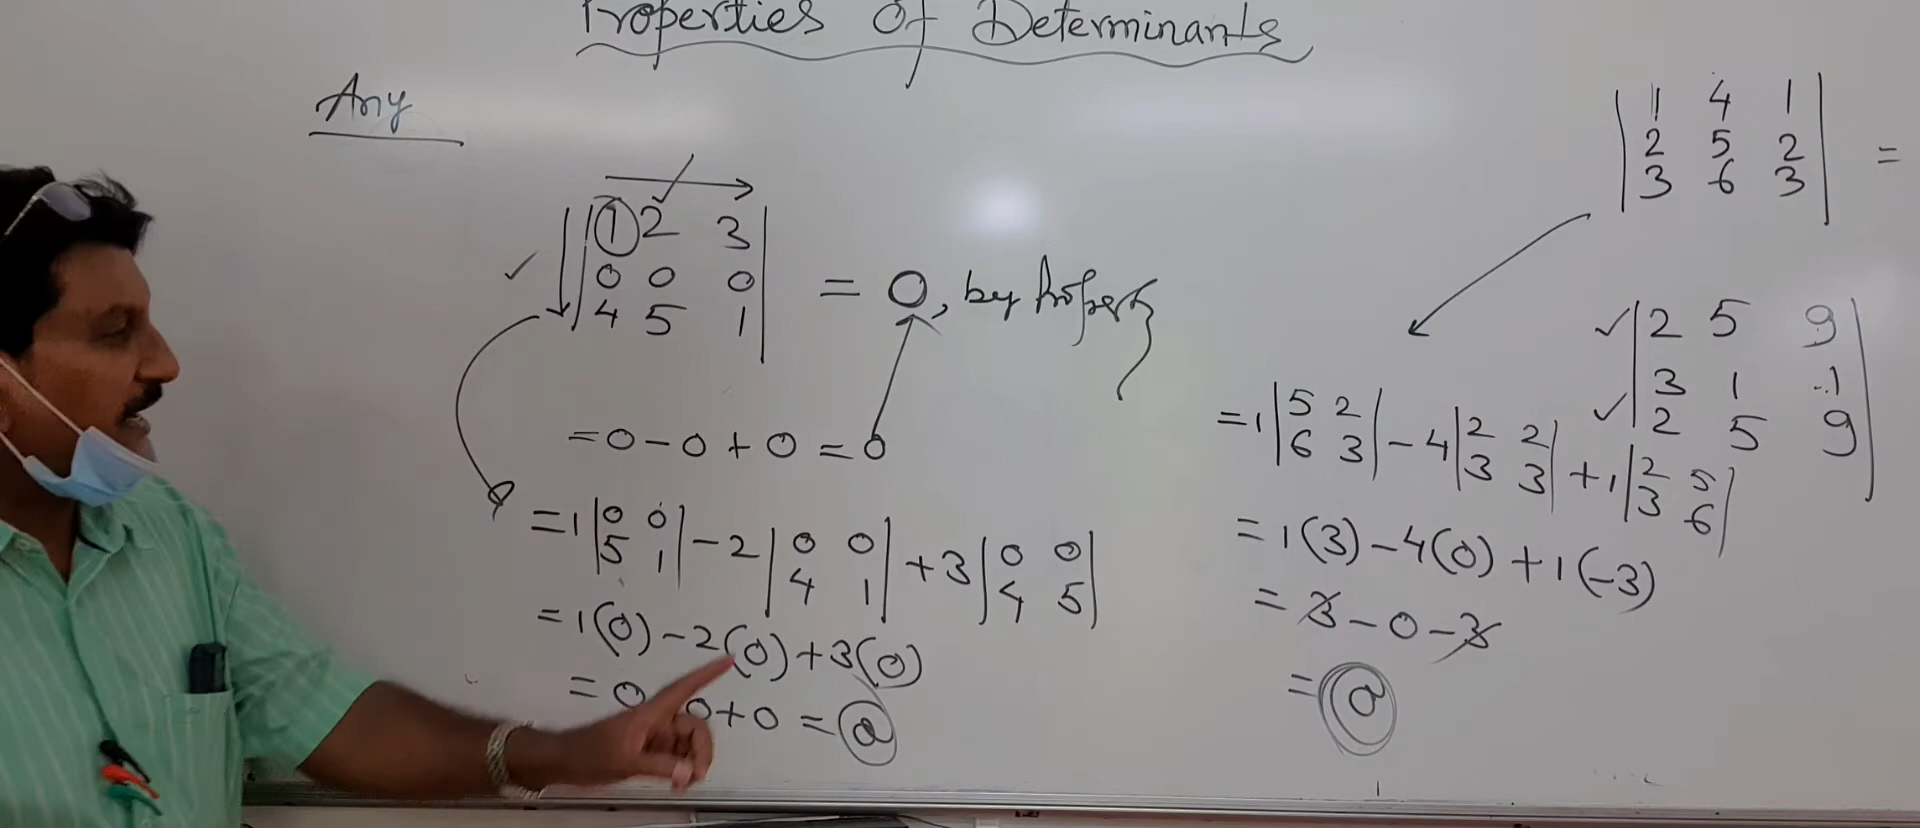 Properties Of Determinants
Any
|1 2 3|
|0 0 0|
|4 5 1|
= 0, by Property
= 0 - 0 + 0 = 0
= 1 |0 0| - 2 |0 0| + 3 |0 0|
|5 1| |4 1| |4 5|
= 1(0) - 2(0) + 3(0)
= 0 0 + 0 = 0
|1 4 1|
|2 5 2| =
|3 6 3|
|2 5 9|
|3 1 1|
|2 5 9|
= 1 |5 2| - 4 |2 2| + 1 |2 5|
|6 3| |3 3| |3 6|
= 1(3) - 4(0) + 1(-3)
= 3 - 0 - 3
= 0